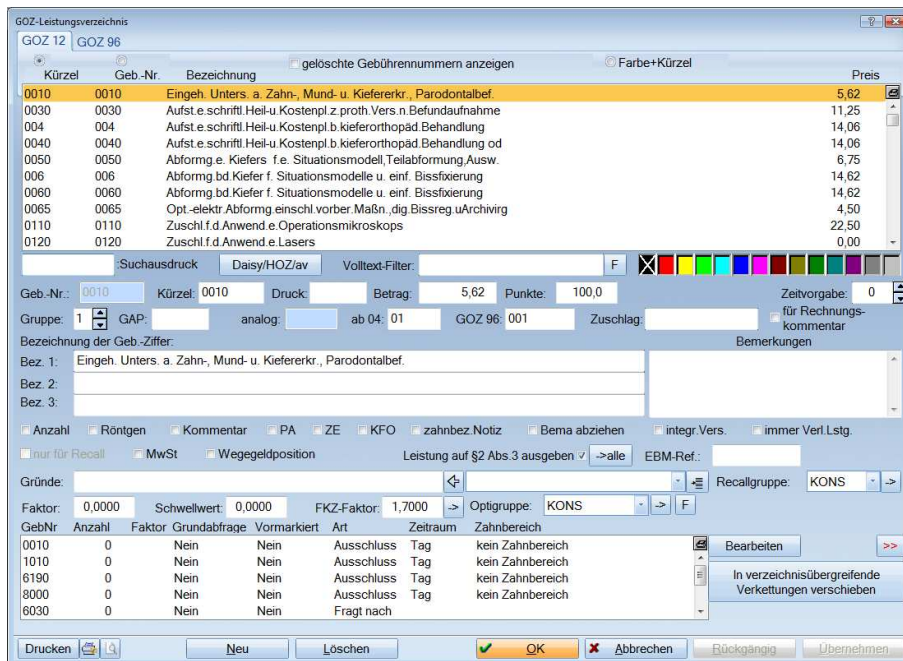 GOZ-Leistungsverzeichnis
GOZ 12 GOZ 96
gelöschte Gebührennummern anzeigen Farbe+Kürzel
Kürzel Geb.-Nr. Bezeichnung Preis
0010 0010 Eingeh. Unters. a. Zahn-, Mund- u. Kiefererkr., Parodontalbef. 5,62
0030 0030 Aufst.e.schriftl.Heil-u.Kostenpl.z.proth.Vers.n.Befundaufnahme 11,25
004 004 Aufst.e.schriftl.Heil-u.Kostenpl.b.kieferorthopäd.Behandlung 14,06
0040 0040 Aufst.e.schriftl.Heil-u.Kostenpl.b.kieferorthopäd.Behandlung od 14,06
0050 0050 Abformg.e. Kiefers f.e. Situationsmodell,Teilabformung,Ausw. 6,75
006 006 Abformg.bd.Kiefer f. Situationsmodelle u. einf. Bissfixierung 14,62
0060 0060 Abformg.bd.Kiefer f. Situationsmodelle u. einf. Bissfixierung 14,62
0065 0065 Opt.-elektr.Abformg.einschl.vorber.Maßn.,dig.Bissreg.uArchivirg 4,50
0110 0110 Zuschl.f.d.Anwend.e.Operationsmikroskops 22,50
0120 0120 Zuschl.f.d.Anwend.e.Lasers 0,00
:Suchausdruck Daisy/HOZ/av Volltext-Filter: F
Geb.-Nr.: 0010 Kürzel: 0010 Druck: Betrag: 5,62 Punkte: 100,0 Zeitvorgabe: 0
Gruppe: 1 GAP: analog: ab 04: 01 GOZ 96: 001 Zuschlag: für Rechnungs-
kommentar
Bezeichnung der Geb.-Ziffer: Bemerkungen
Bez. 1: Eingeh. Unters. a. Zahn-, Mund- u. Kiefererkr., Parodontalbef.
Bez. 2:
Bez. 3:
Anzahl Röntgen Kommentar PA ZE KFO zahnbez.Notiz Bema abziehen integr.Vers. immer Verl.Lstg.
nur für Recall MwSt Wegegeldposition Leistung auf §2 Abs.3 ausgeben ->alle EBM-Ref.:
Gründe: Recallgruppe: KONS ->
Faktor: 0,0000 Schwellwert: 0,0000 FKZ-Faktor: 1,7000 -> Optigruppe: KONS -> F
GebNr Anzahl Faktor Grundabfrage Vormarkiert Art Zeitraum Zahnbereich
0010 0 Nein Nein Ausschluss Tag kein Zahnbereich
1010 0 Nein Nein Ausschluss Tag kein Zahnbereich
6190 0 Nein Nein Ausschluss Tag kein Zahnbereich
8000 0 Nein Nein Ausschluss Tag kein Zahnbereich
6030 0 Nein Nein Fragt nach
Bearbeiten >>
In verzeichnisübergreifende
Verkettungen verschieben
Drucken Neu Löschen OK Abbrechen Rückgängig Übernehmen